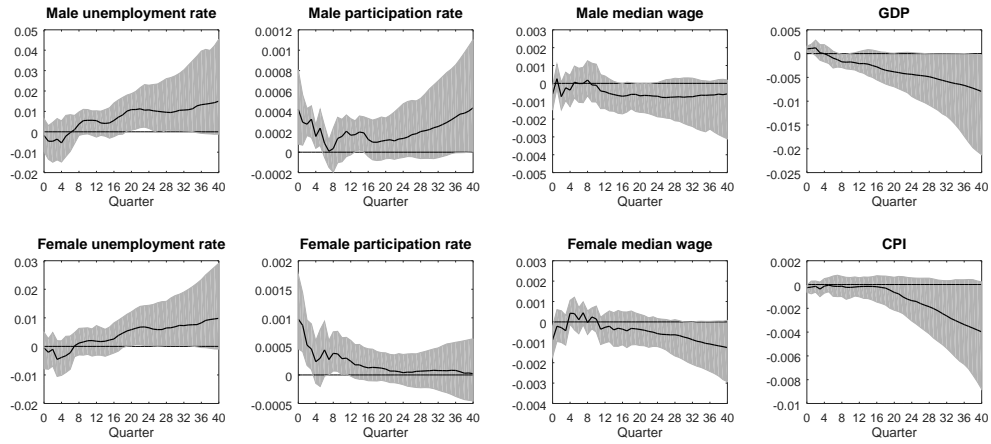 Male unemployment rate
0.05
0.04
0.03
0.02
0.01
0
-0.01
-0.02
0 4 8 12 16 20 24 28 32 36 40
Quarter
Male participation rate
0.0012
0.001
0.0008
0.0006
0.0004
0.0002
0
-0.0002
0 4 8 12 16 20 24 28 32 36 40
Quarter
Male median wage
0.003
0.002
0.001
0
-0.001
-0.002
-0.003
-0.004
-0.005
0 4 8 12 16 20 24 28 32 36 40
Quarter
GDP
0.005
0
-0.005
-0.01
-0.015
-0.02
-0.025
0 4 8 12 16 20 24 28 32 36 40
Quarter
Female unemployment rate
0.03
0.02
0.01
0
-0.01
-0.02
0 4 8 12 16 20 24 28 32 36 40
Quarter
Female participation rate
0.002
0.0015
0.001
0.0005
0
-0.0005
0 4 8 12 16 20 24 28 32 36 40
Quarter
Female median wage
0.003
0.002
0.001
0
-0.001
-0.002
-0.003
-0.004
0 4 8 12 16 20 24 28 32 36 40
Quarter
CPI
0.002
0
-0.002
-0.004
-0.006
-0.008
-0.01
0 4 8 12 16 20 24 28 32 36 40
Quarter